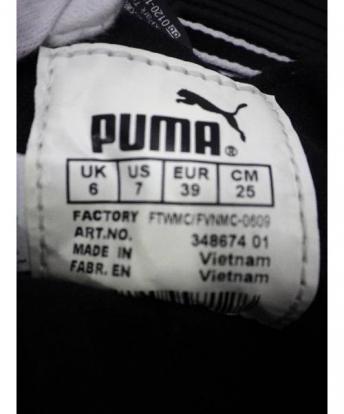 0120-
PUMA®
UK US EUR CM
6 7 39 25
FACTORY FTWMC/FVNMC-0609
ART.NO. 348674 01
MADE IN Vietnam
FABR. EN Vietnam